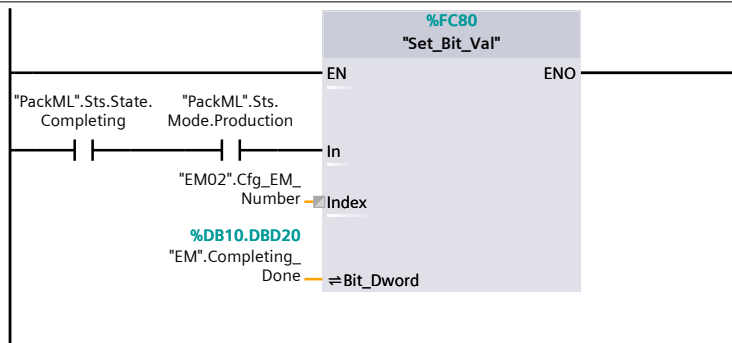 %FC80
"Set_Bit_Val"
EN ENO
"PackML".Sts.State.
Completing
"PackML".Sts.
Mode.Production
In
"EM02".Cfg_EM_
Number
Index
%DB10.DBD20
"EM".Completing_
Done
⇌Bit_Dword